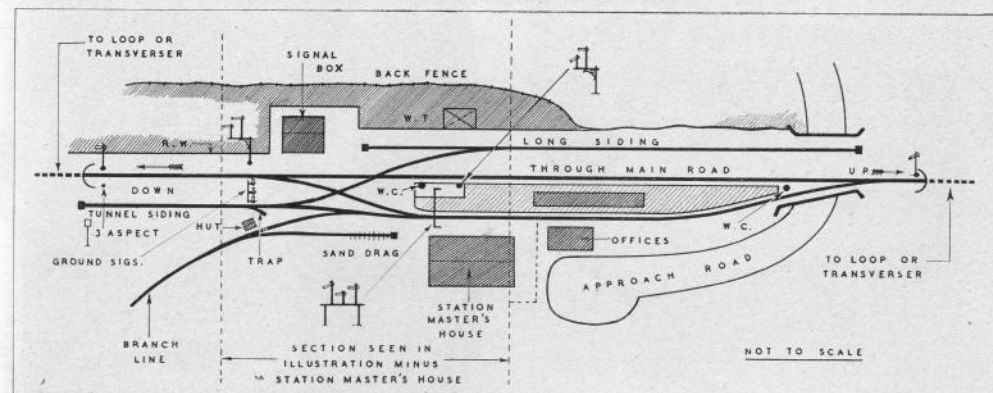 TO LOOP OR
TRANSVERSER
SIGNAL
BOX
BACK FENCE
W.T
R.W.
LONG SIDING
THROUGH MAIN ROAD
UP
DOWN
A
W.C.
TUNNEL SIDING
3 ASPECT
HUT
GROUND SIGS.
TRAP
SAND DRAG
OFFICES
W.C.
APPROACH ROAD
TO LOOP OR
TRANSVERSER
STATION
MASTER'S
HOUSE
BRANCH
LINE
SECTION SEEN IN
ILLUSTRATION MINUS
STATION MASTER'S HOUSE
NOT TO SCALE